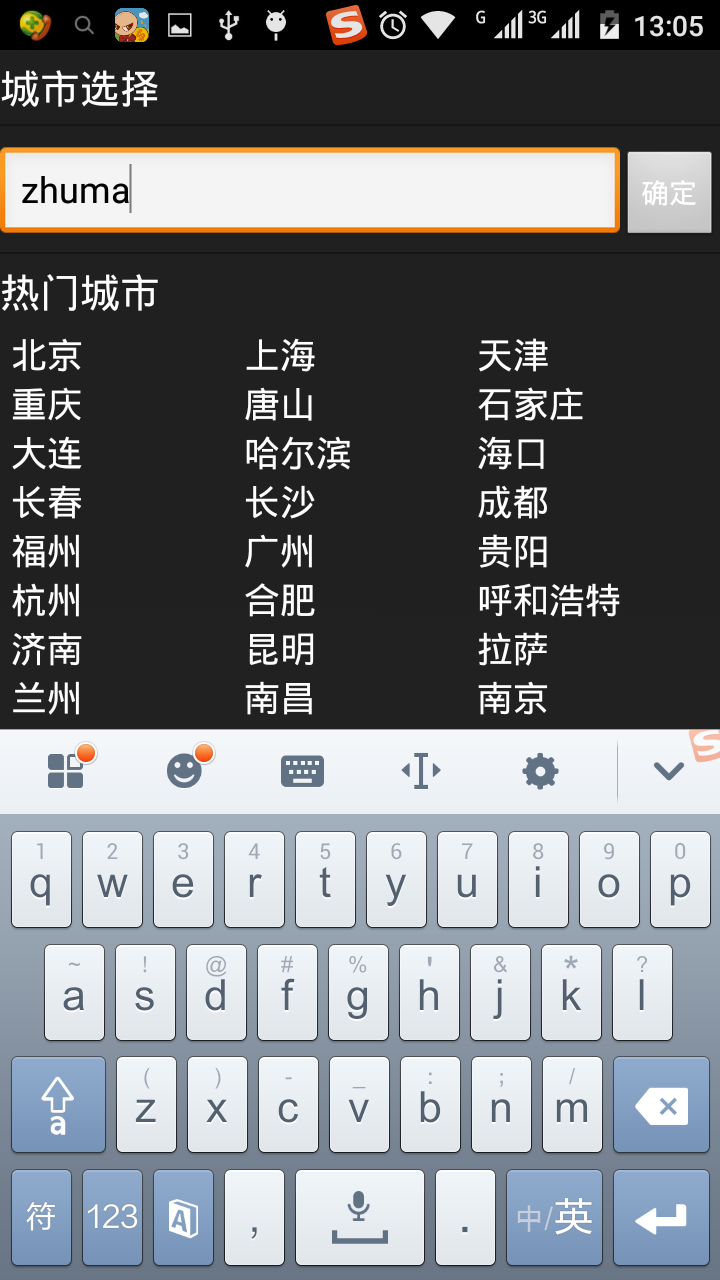 G 3G 13:05
城市选择
zhuma 确定
热门城市
北京 上海 天津
重庆 唐山 石家庄
大连 哈尔滨 海口
长春 长沙 成都
福州 广州 贵阳
杭州 合肥 呼和浩特
济南 昆明 拉萨
兰州 南昌 南京
1 2 3 4 5 6 7 8 9 0
q w e r t y u i o p
~ ! @ # % ' & * ?
a s d f g h j k l
( ) - _ : ; /
a z x c v b n m
符 123 A , . 中/英